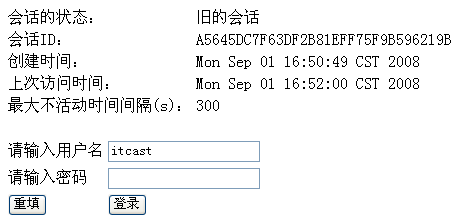 会话的状态： 旧的会话
会话ID： A5645DC7F63DF2B81EFF75F9B596219B
创建时间： Mon Sep 01 16:50:49 CST 2008
上次访问时间： Mon Sep 01 16:52:00 CST 2008
最大不活动时间间隔(s)： 300
请输入用户名 itcast
请输入密码
重填 登录